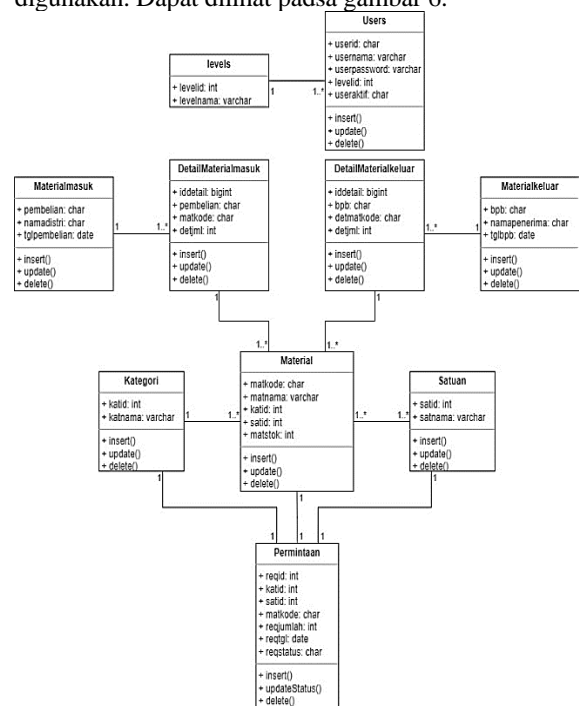 digunakan. Dapat dilihat padsa gambar 6.
Users
+ userid: char
+ usernama: varchar
+ userpassword: varchar
+ levelid: int
+ useraktif: char
+ insert()
+ update()
+ delete()
levels
+ levelid: int
+ levelnama: varchar
1
1..*
Materialmasuk
+ pembelian: char
+ namadistri: char
+ tglpembelian: date
+ insert()
+ update()
+ delete()
1
1..*
DetailMaterialmasuk
+ iddetail: bigint
+ pembelian: char
+ matkode: char
+ detjml: int
+ insert()
+ update()
+ delete()
1
DetailMaterialkeluar
+ iddetail: bigint
+ bpb: char
+ detmatkode: char
+ detjml: int
+ insert()
+ update()
+ delete()
1
1..*
1
Materialkeluar
+ bpb: char
+ namapenerima: char
+ tglbpb: date
+ insert()
+ update()
+ delete()
1..*
1..*
Material
+ matkode: char
+ matnama: varchar
+ katid: int
+ satid: int
+ matstok: int
+ insert()
+ update()
+ delete()
1
Kategori
+ katid: int
+ katnama: varchar
+ insert()
+ update()
+ delete()
1
1..*
1
Satuan
+ satid: int
+ satnama: varchar
+ insert()
+ update()
+ delete()
1..*
1..*
1
1
1
1
Permintaan
+ reqid: int
+ katid: int
+ satid: int
+ matkode: char
+ reqjumlah: int
+ reqtgl: date
+ reqstatus: char
+ insert()
+ updateStatus()
+ delete()